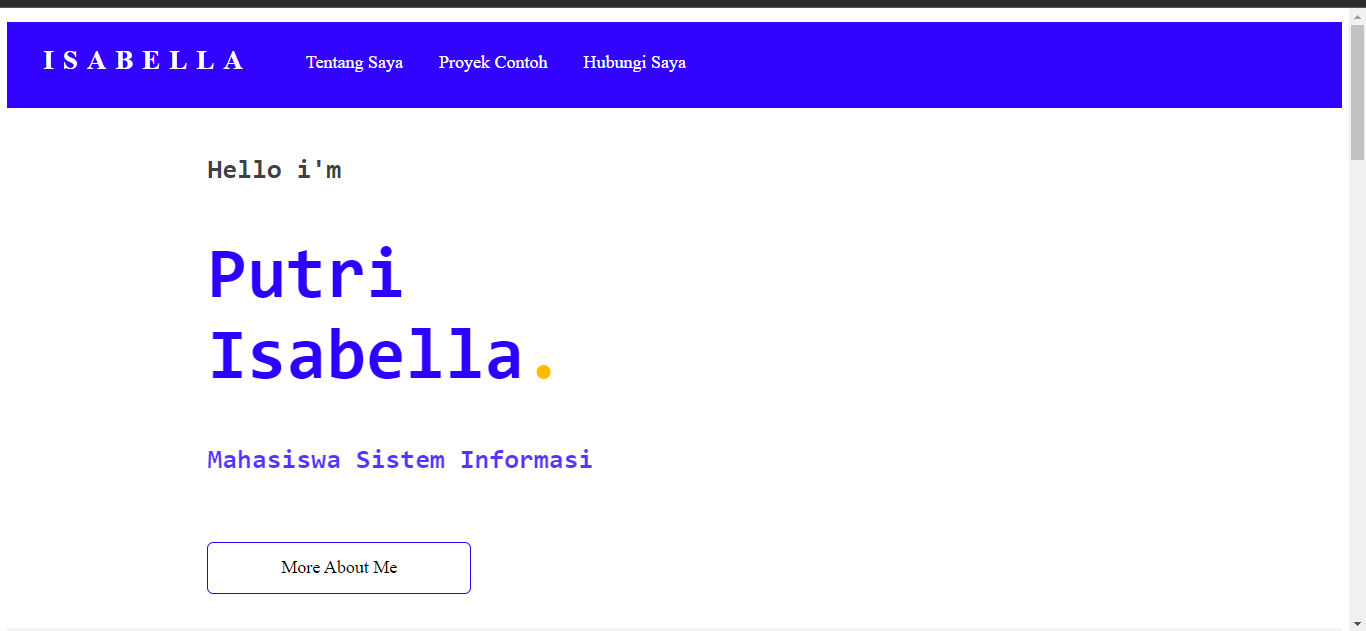 ISABELLA
Tentang Saya Proyek Contoh Hubungi Saya
Hello i'm
Putri
Isabella.
Mahasiswa Sistem Informasi
More About Me